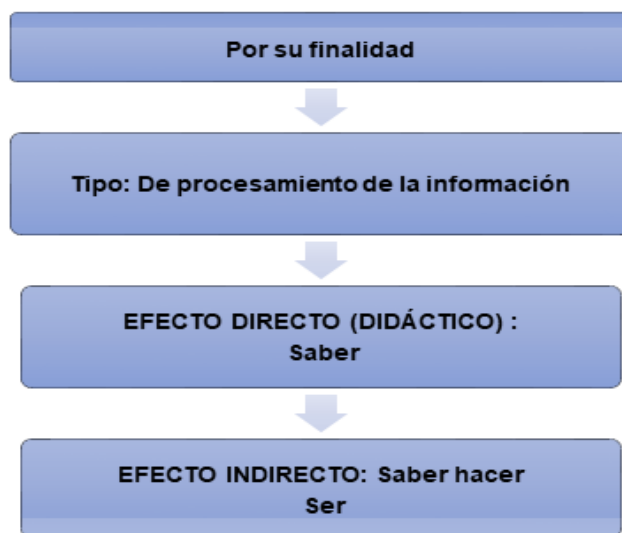 Por su finalidad
Tipo: De procesamiento de la información
EFECTO DIRECTO (DIDÁCTICO) :
Saber
EFECTO INDIRECTO: Saber hacer
Ser